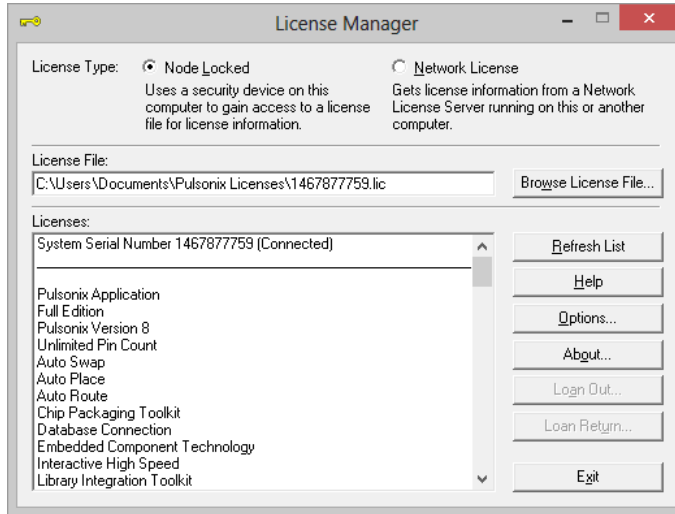 License Manager
License Type:
Node Locked
Uses a security device on this
computer to gain access to a license
file for license information.
Network License
Gets license information from a Network
License Server running on this or another
computer.
License File:
C:\Users\Documents\Pulsonix Licenses\1467877759.lic
Browse License File...
Licenses:
System Serial Number 1467877759 (Connected)
Pulsonix Application
Full Edition
Pulsonix Version 8
Unlimited Pin Count
Auto Swap
Auto Place
Auto Route
Chip Packaging Toolkit
Database Connection
Embedded Component Technology
Interactive High Speed
Library Integration Toolkit
Refresh List
Help
Options...
About...
Loan Out...
Loan Return...
Exit